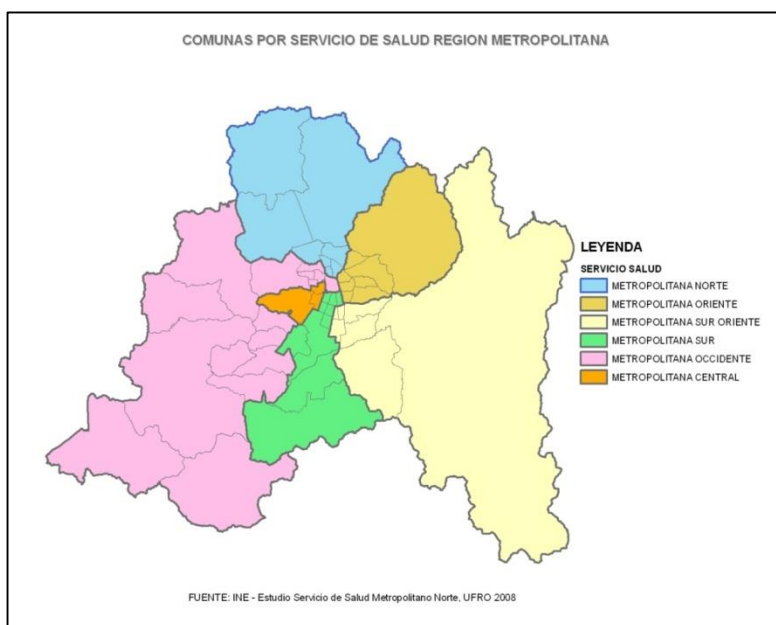 COMUNAS POR SERVICIO DE SALUD REGION METROPOLITANA
LEYENDA
SERVICIO SALUD
METROPOLITANA NORTE
METROPOLITANA ORIENTE
METROPOLITANA SUR ORIENTE
METROPOLITANA SUR
METROPOLITANA OCCIDENTE
METROPOLITANA CENTRAL
FUENTE: INE - Estudio Servicio de Salud Metropolitano Norte, UFRO 2008